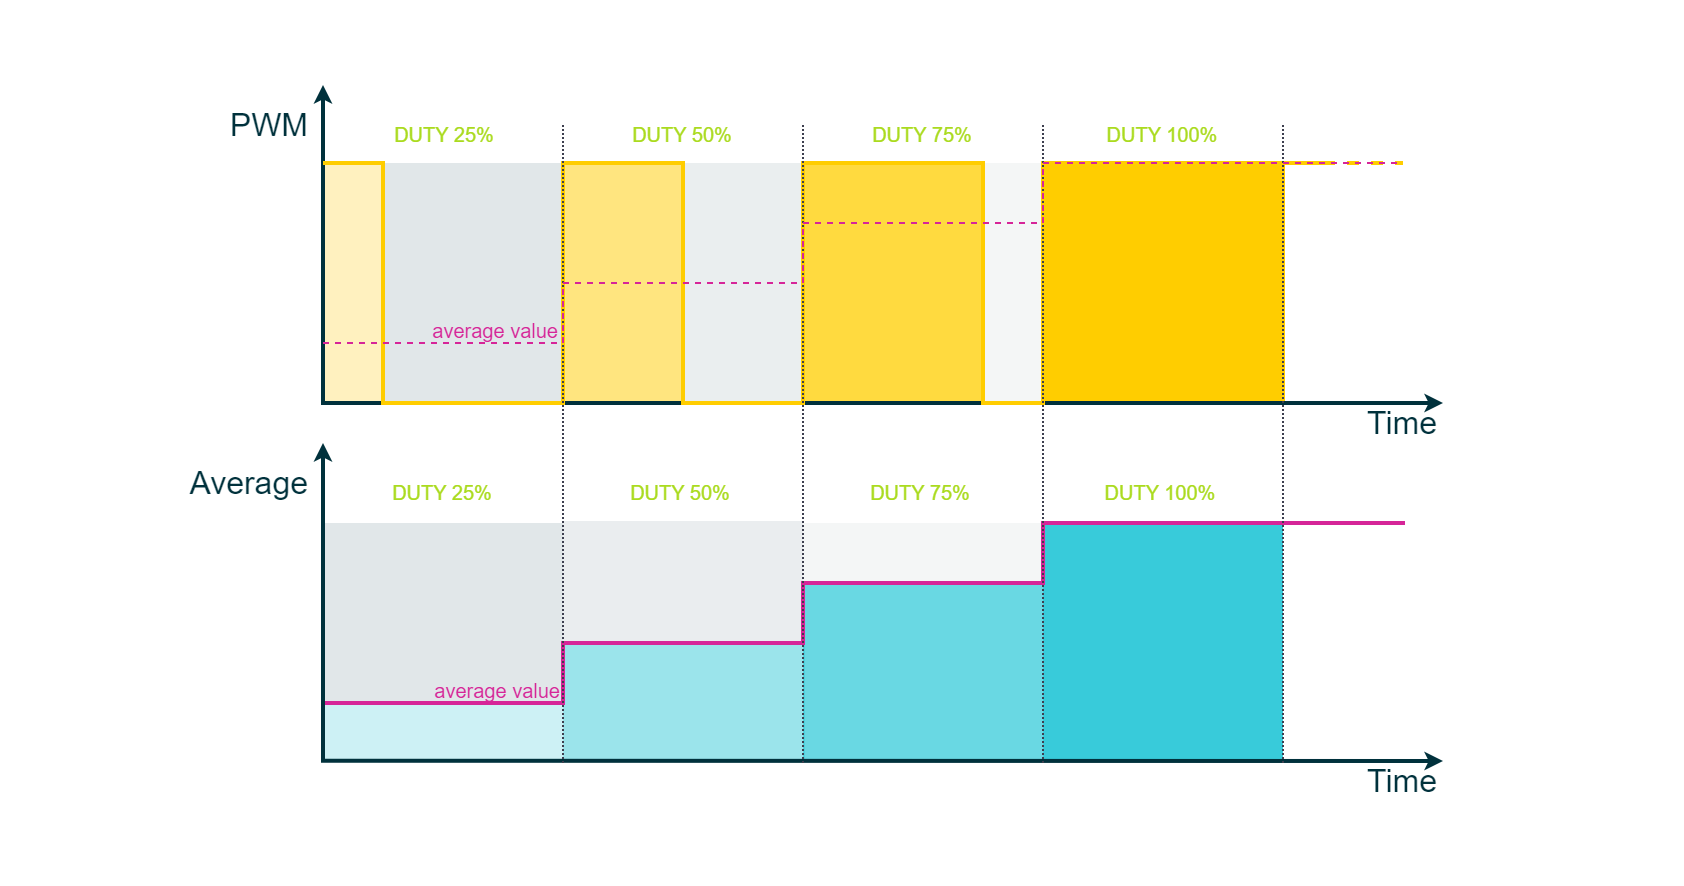 PWM
DUTY 25%
DUTY 50%
DUTY 75%
DUTY 100%
average value
Time
Average
DUTY 25%
DUTY 50%
DUTY 75%
DUTY 100%
average value
Time